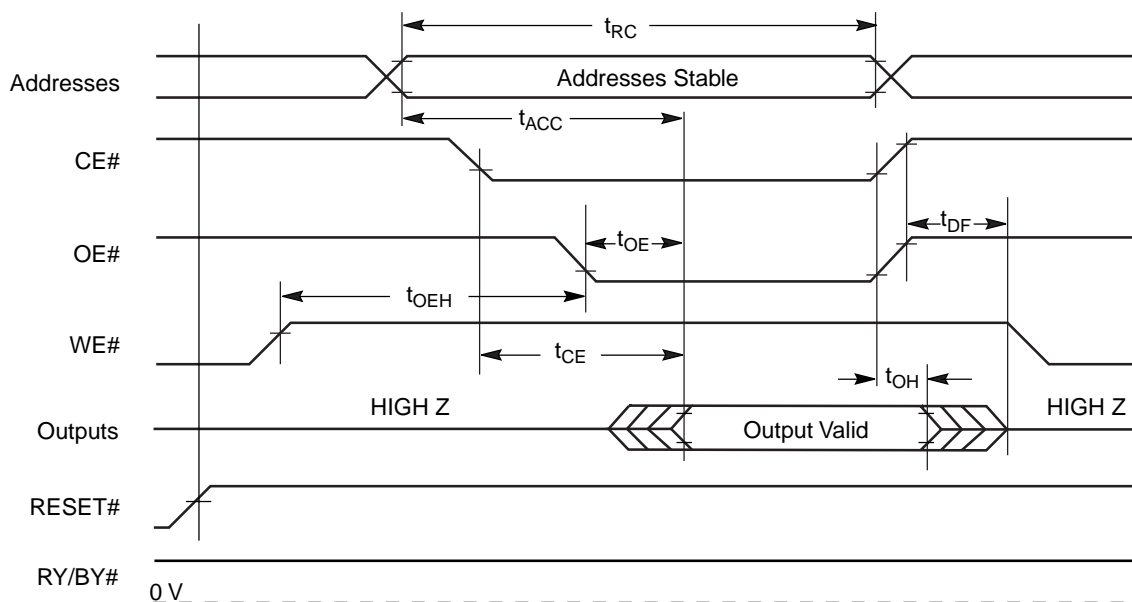 tRC
Addresses
Addresses Stable
tACC
CE#
tDF
OE#
tOE
tOEH
WE#
tCE
tOH
HIGH Z
HIGH Z
Outputs
Output Valid
RESET#
RY/BY#
0 V